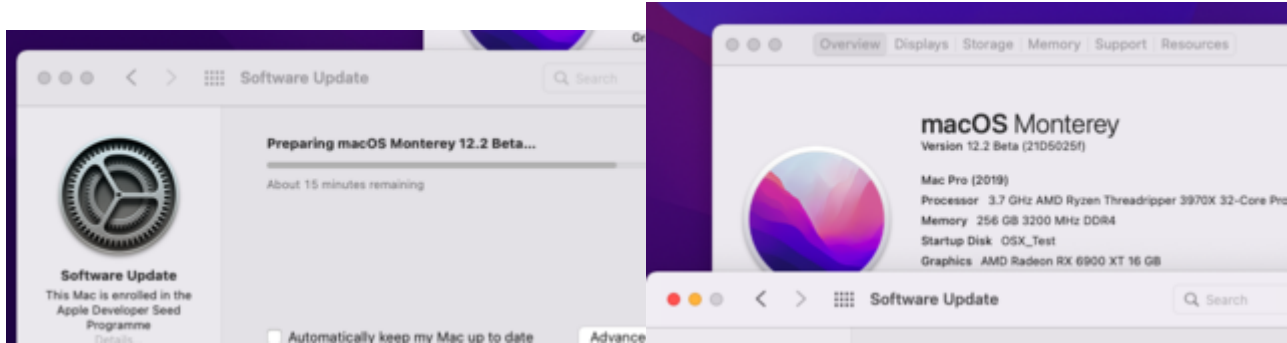 Gr
Software Update
Search
Preparing macOS Monterey 12.2 Beta...
About 15 minutes remaining
Software Update
This Mac is enrolled in the
Apple Developer Seed
Programme
Details...
Automatically keep my Mac up to date
Advance
Overview Displays Storage Memory Support Resources
macOS Monterey
Version 12.2 Beta (21D5025f)
Mac Pro (2019)
Processor 3.7 GHz AMD Ryzen Threadripper 3970X 32-Core Pro
Memory 256 GB 3200 MHz DDR4
Startup Disk OSX_Test
Graphics AMD Radeon RX 6900 XT 16 GB
Software Update
Search